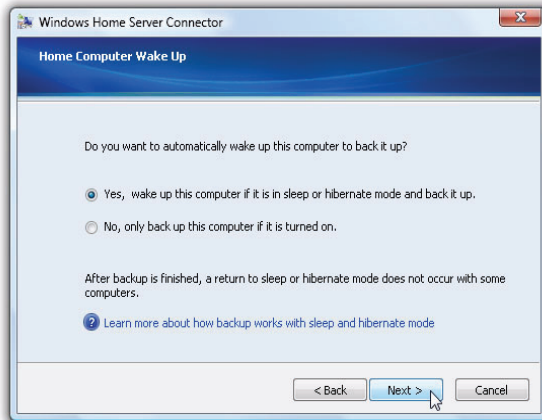 Windows Home Server Connector
Home Computer Wake Up
Do you want to automatically wake up this computer to back it up?
Yes, wake up this computer if it is in sleep or hibernate mode and back it up.
No, only back up this computer if it is turned on.
After backup is finished, a return to sleep or hibernate mode does not occur with some
computers.
Learn more about how backup works with sleep and hibernate mode
< Back Next > Cancel